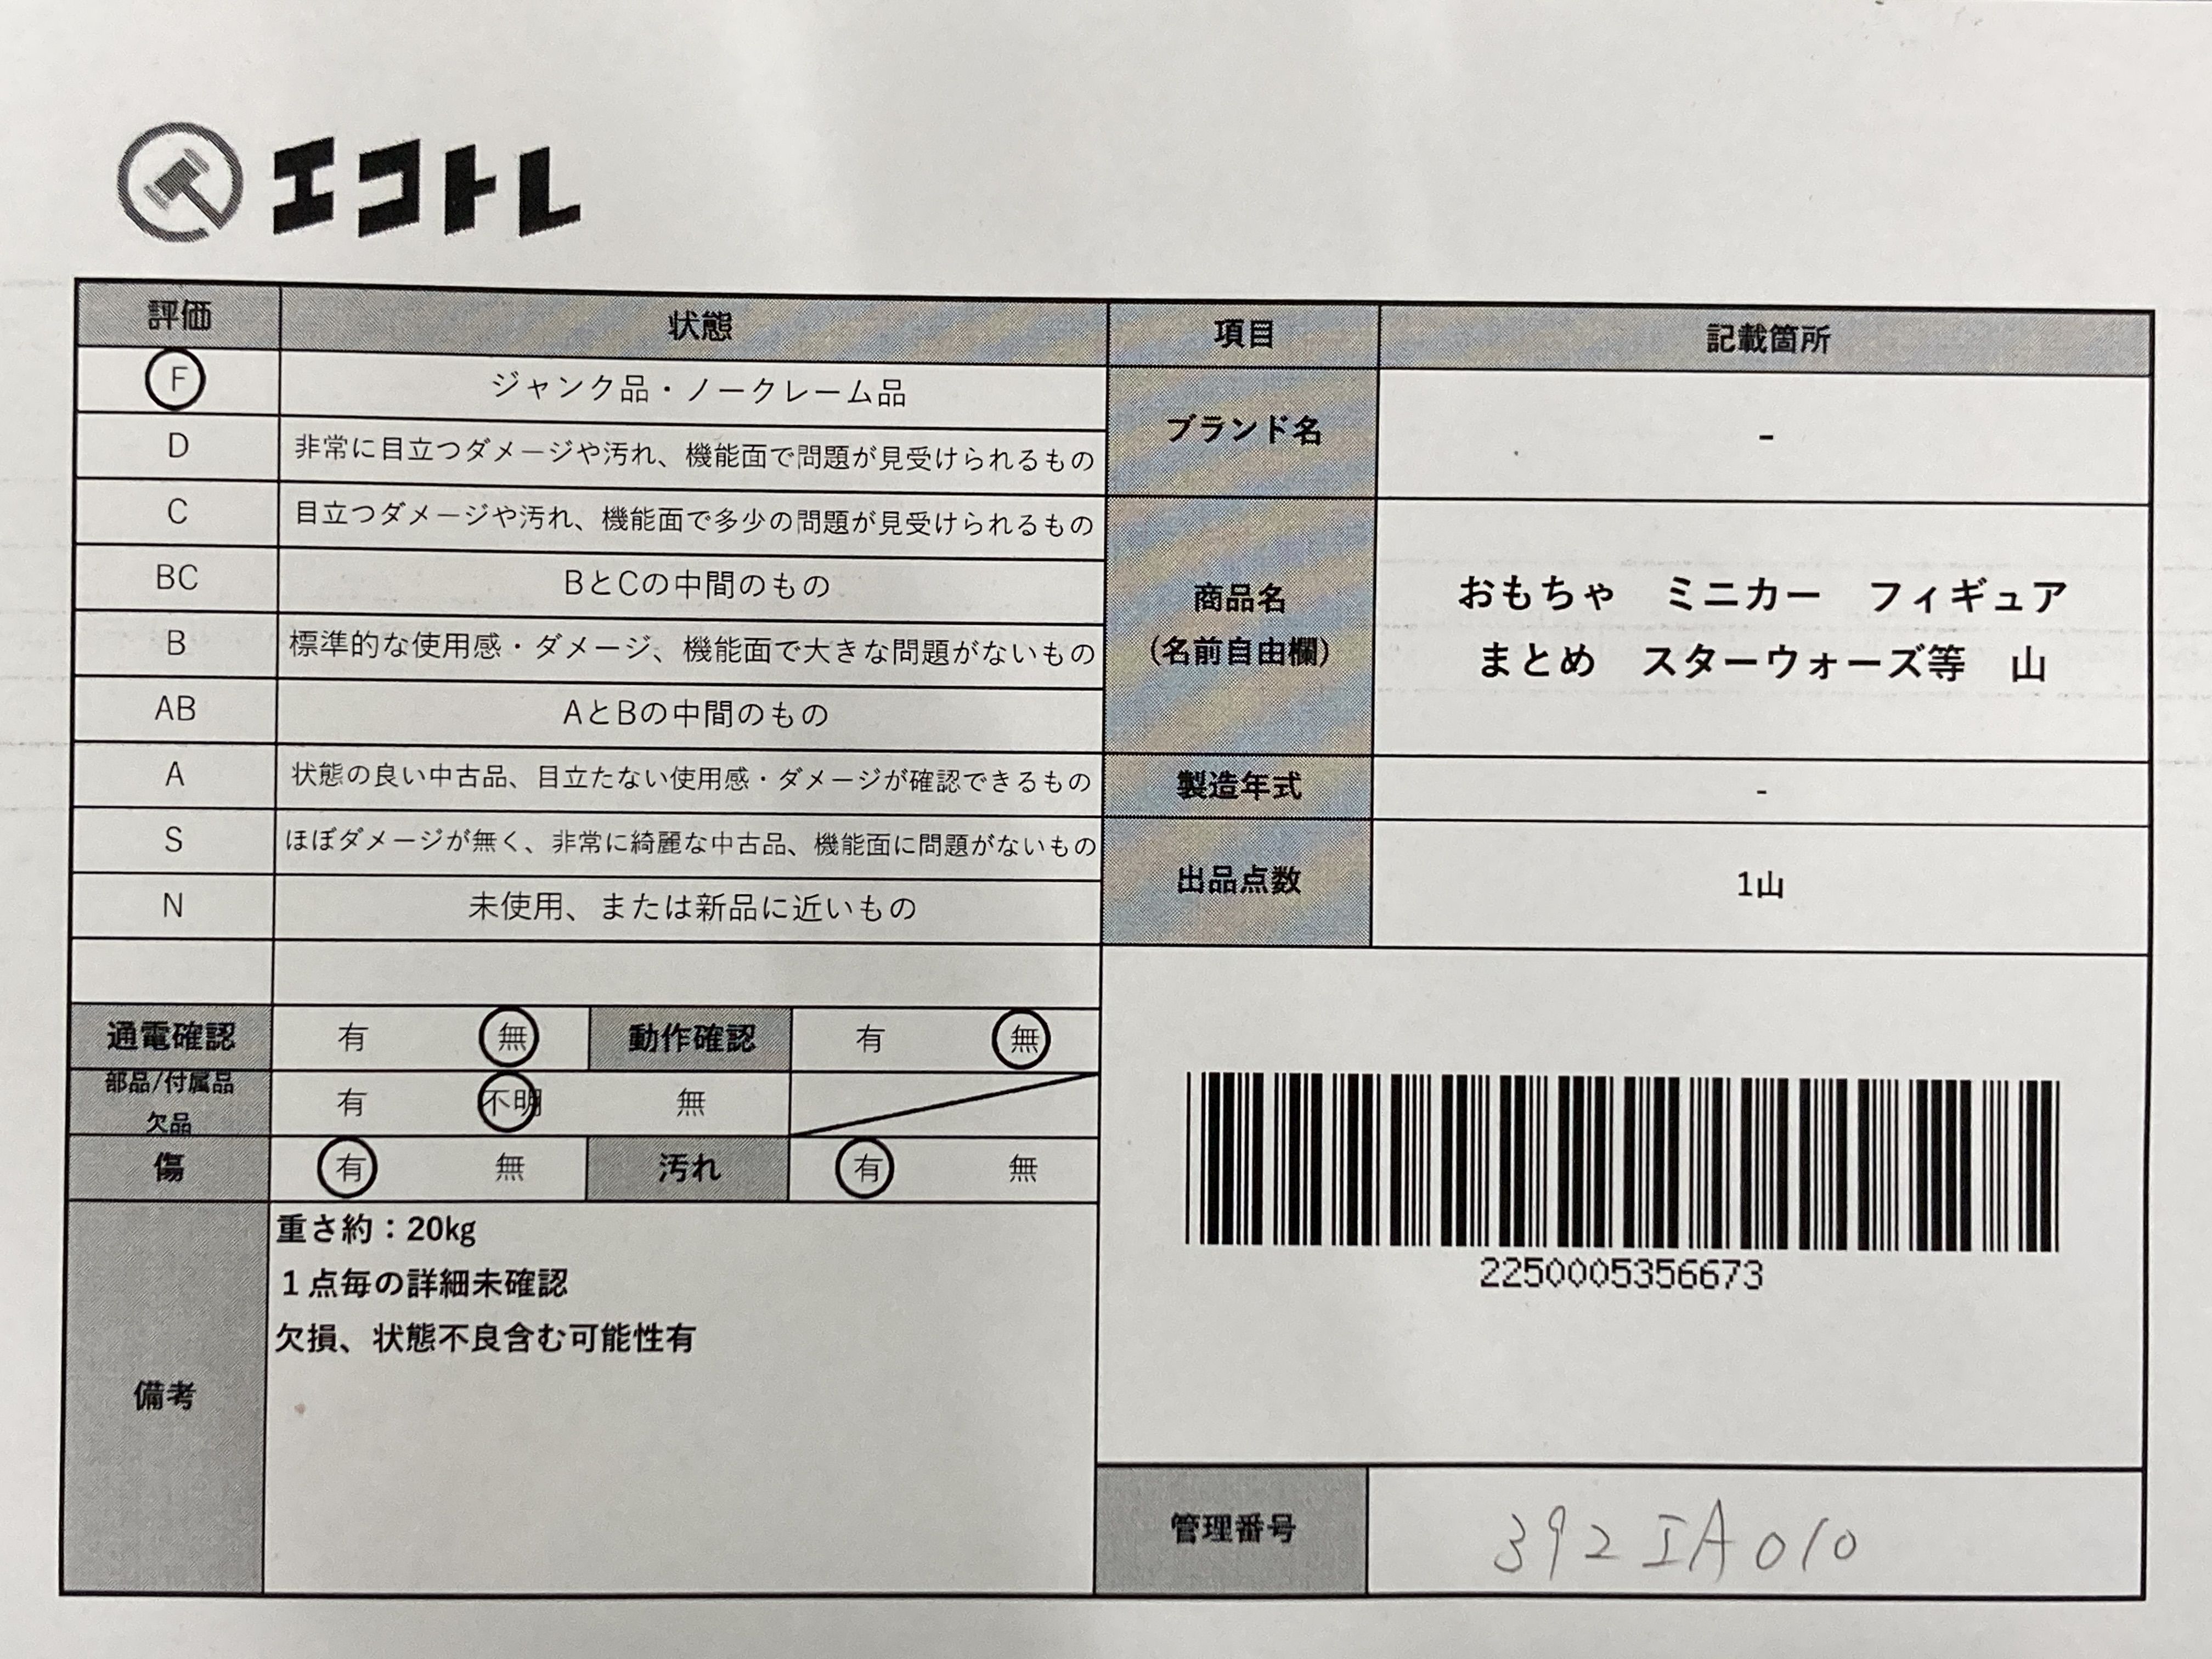 エコトレ
評価 状態 項目 記載箇所
F ジャンク品・ノークレーム品
D 非常に目立つダメージや汚れ、機能面で問題が見受けられるもの
ブランド名 -
C 目立つダメージや汚れ、機能面で多少の問題が見受けられるもの
BC BとCの中間のもの
B 標準的な使用感・ダメージ、機能面で大きな問題がないもの
AB AとBの中間のもの
商品名
(名前自由欄)
おもちゃ ミニカー フィギュア
まとめ スターウォーズ等 山
A 状態の良い中古品、目立たない使用感・ダメージが確認できるもの
製造年式 -
S ほぼダメージが無く、非常に綺麗な中古品、機能面に問題がないもの
N 未使用、または新品に近いもの
出品点数 1山
通電確認 有 無 動作確認 有 無
部品/付属品
欠品
有 不明 無
傷 有 無 汚れ 有 無
備考
重さ約：20kg
１点毎の詳細未確認
欠損、状態不良含む可能性有
2250005356673
管理番号 392IA010